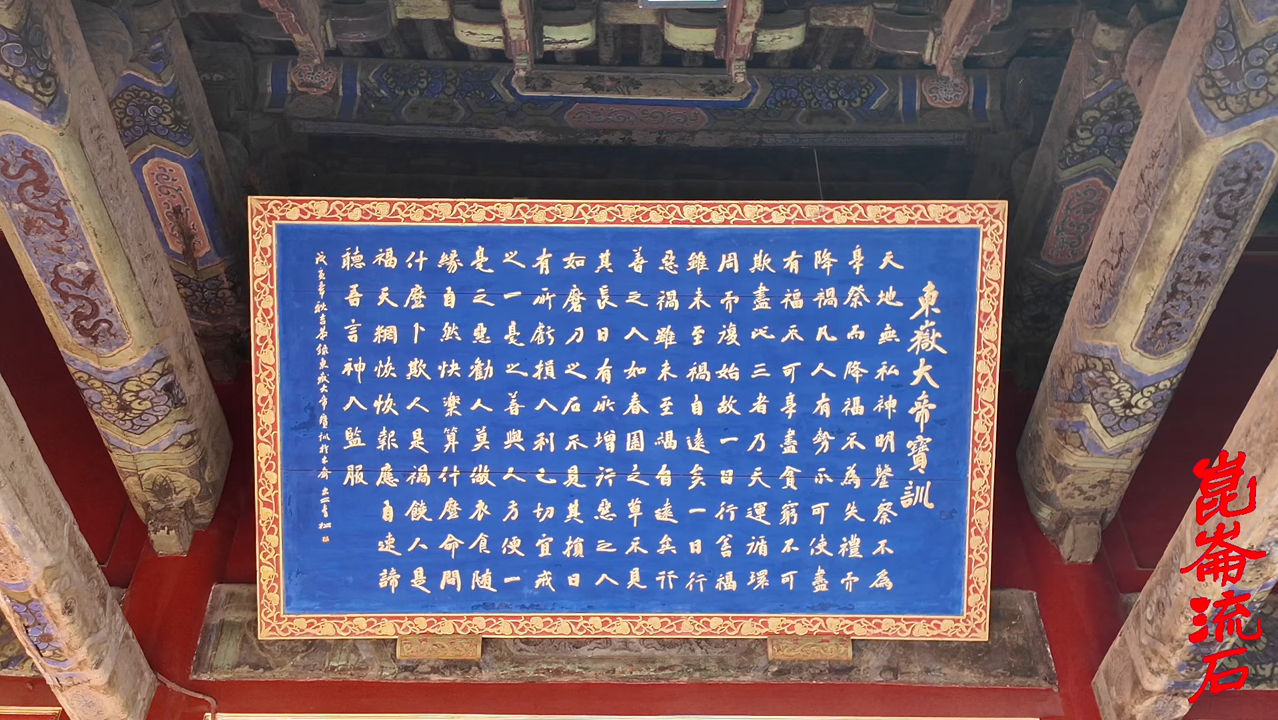 東嶽大帝寶訓
天地無私神明鑒察不為
享祭而降福不為失禮而
降禍凡人有勢不可使盡
有福不可享盡貧窮不可
欺盡此三者乃天運循環
周而復始故一日行善福
雖未至禍自遠矣一日行
惡禍雖未至福自遠矣行
善之人如春園之草不見
其長日有所增行惡之人
如磨刀之石不見其損日
有所虧損人利己切宜戒
之一毫之善與人方便一
毫之惡勸人莫做衣食随
緣自然快樂算什麼命問
什麼卜欺人是禍饒人是
福天網恢恢報應自速諦
聽吾言神人監服
恭錄東嶽大帝寶訓
崑崙流石